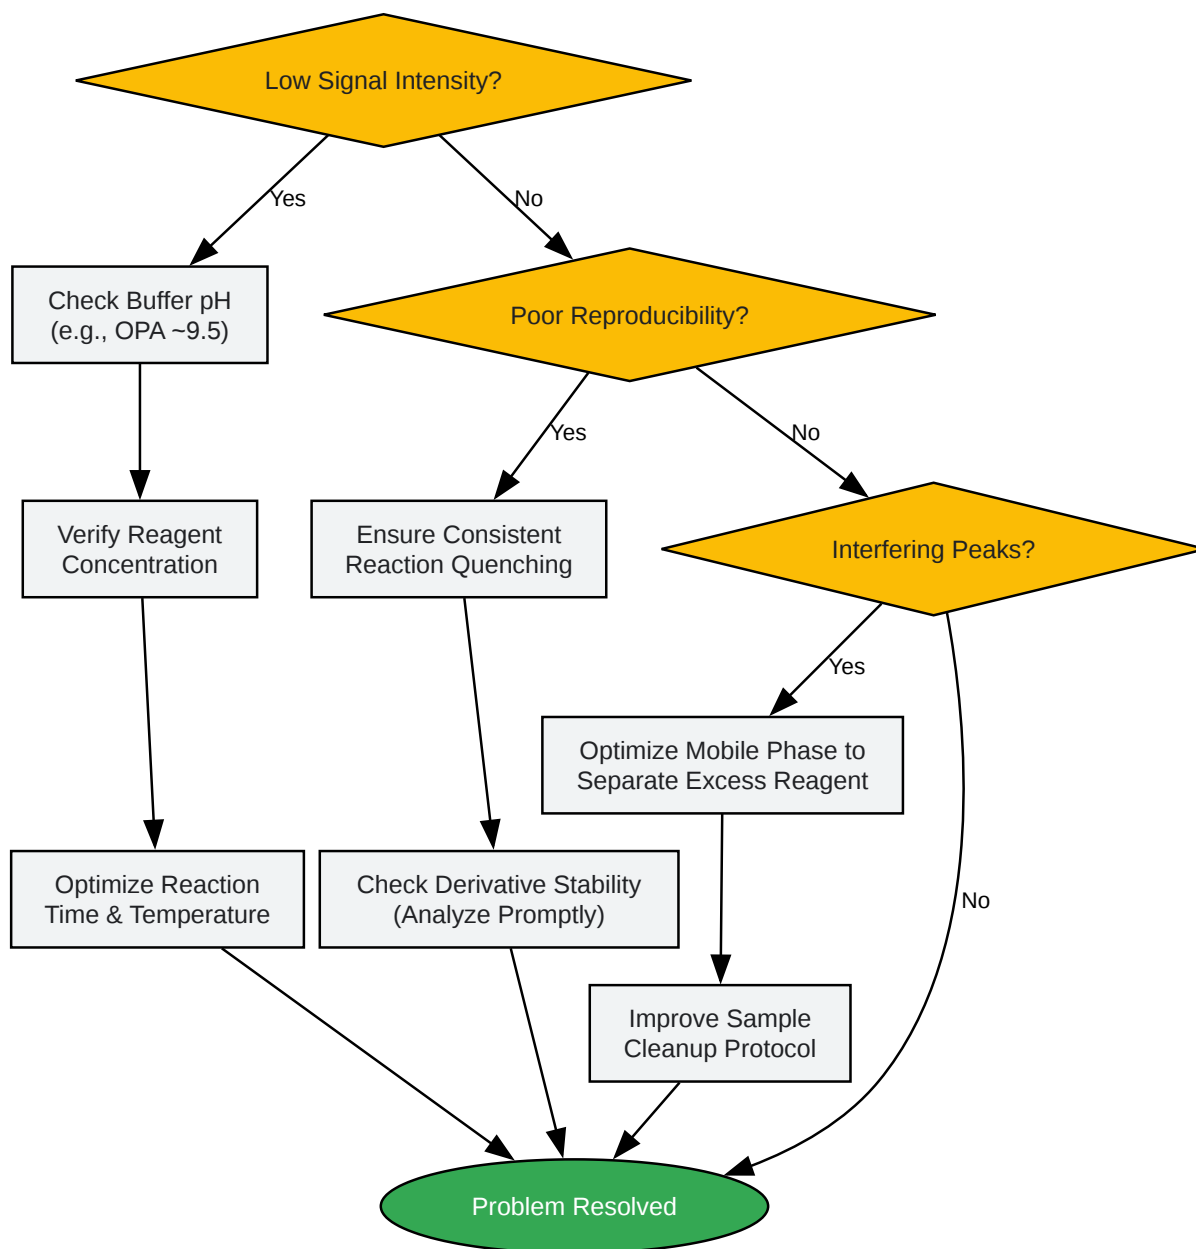 Low Signal Intensity?
Yes
No
Check Buffer pH
(e.g., OPA ~9.5)
Poor Reproducibility?
Yes
No
Verify Reagent
Concentration
Ensure Consistent
Reaction Quenching
Interfering Peaks?
Yes
Optimize Mobile Phase to
Separate Excess Reagent
Optimize Reaction
Time & Temperature
Check Derivative Stability
(Analyze Promptly)
No
Improve Sample
Cleanup Protocol
Problem Resolved